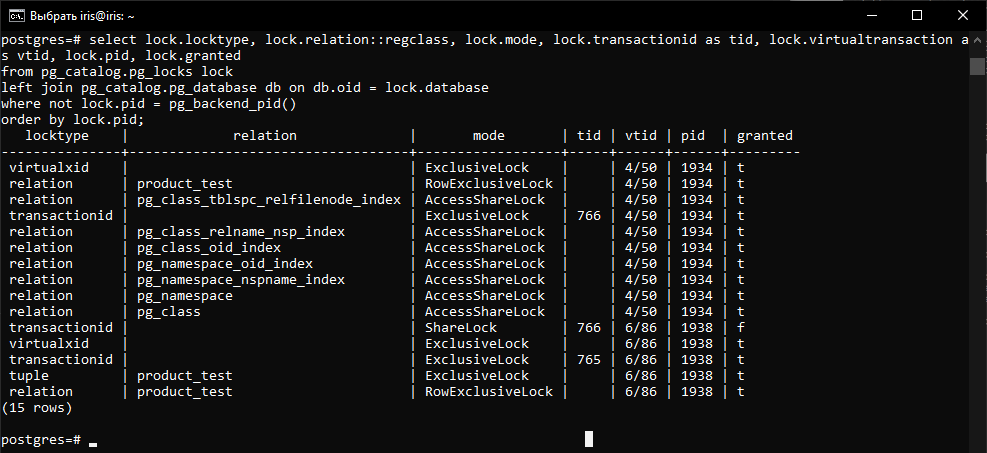 Выбрать iris@iris: ~
postgres=# select lock.locktype, lock.relation::regclass, lock.mode, lock.transactionid as tid, lock.virtualtransaction a
s vtid, lock.pid, lock.granted
from pg_catalog.pg_locks lock
left join pg_catalog.pg_database db on db.oid = lock.database
where not lock.pid = pg_backend_pid()
order by lock.pid;
   locktype    |             relation              |       mode       | tid | vtid | pid  | granted
---------------+-----------------------------------+------------------+-----+------+------+---------
 virtualxid    |                                   | ExclusiveLock    |     | 4/50 | 1934 | t
 relation      | product_test                      | RowExclusiveLock |     | 4/50 | 1934 | t
 relation      | pg_class_tblspc_relfilenode_index | AccessShareLock  |     | 4/50 | 1934 | t
 transactionid |                                   | ExclusiveLock    | 766 | 4/50 | 1934 | t
 relation      | pg_class_relname_nsp_index        | AccessShareLock  |     | 4/50 | 1934 | t
 relation      | pg_class_oid_index                | AccessShareLock  |     | 4/50 | 1934 | t
 relation      | pg_namespace_oid_index            | AccessShareLock  |     | 4/50 | 1934 | t
 relation      | pg_namespace_nspname_index        | AccessShareLock  |     | 4/50 | 1934 | t
 relation      | pg_namespace                      | AccessShareLock  |     | 4/50 | 1934 | t
 relation      | pg_class                          | AccessShareLock  |     | 4/50 | 1934 | t
 transactionid |                                   | ShareLock        | 766 | 6/86 | 1938 | f
 virtualxid    |                                   | ExclusiveLock    |     | 6/86 | 1938 | t
 transactionid |                                   | ExclusiveLock    | 765 | 6/86 | 1938 | t
 tuple         | product_test                      | ExclusiveLock    |     | 6/86 | 1938 | t
 relation      | product_test                      | RowExclusiveLock |     | 6/86 | 1938 | t
(15 rows)
postgres=#